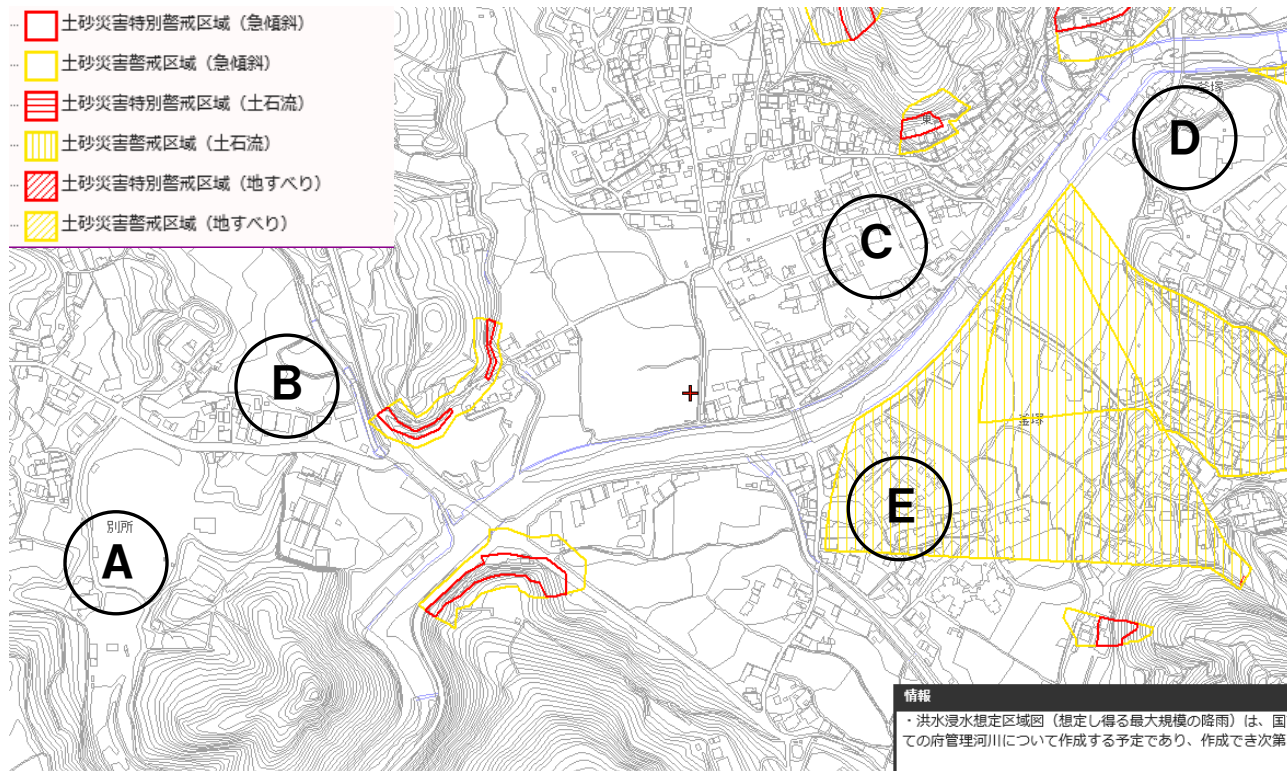 土砂災害特別警戒区域（急傾斜）
土砂災害警戒区域（急傾斜）
土砂災害特別警戒区域（土石流）
土砂災害警戒区域（土石流）
土砂災害特別警戒区域（地すべり）
土砂災害警戒区域（地すべり）
D
C
B
E
別所
A
情報
・洪水浸水想定区域図（想定し得る最大規模の降雨）は、国
ての府管理河川について作成する予定であり、作成でき次第